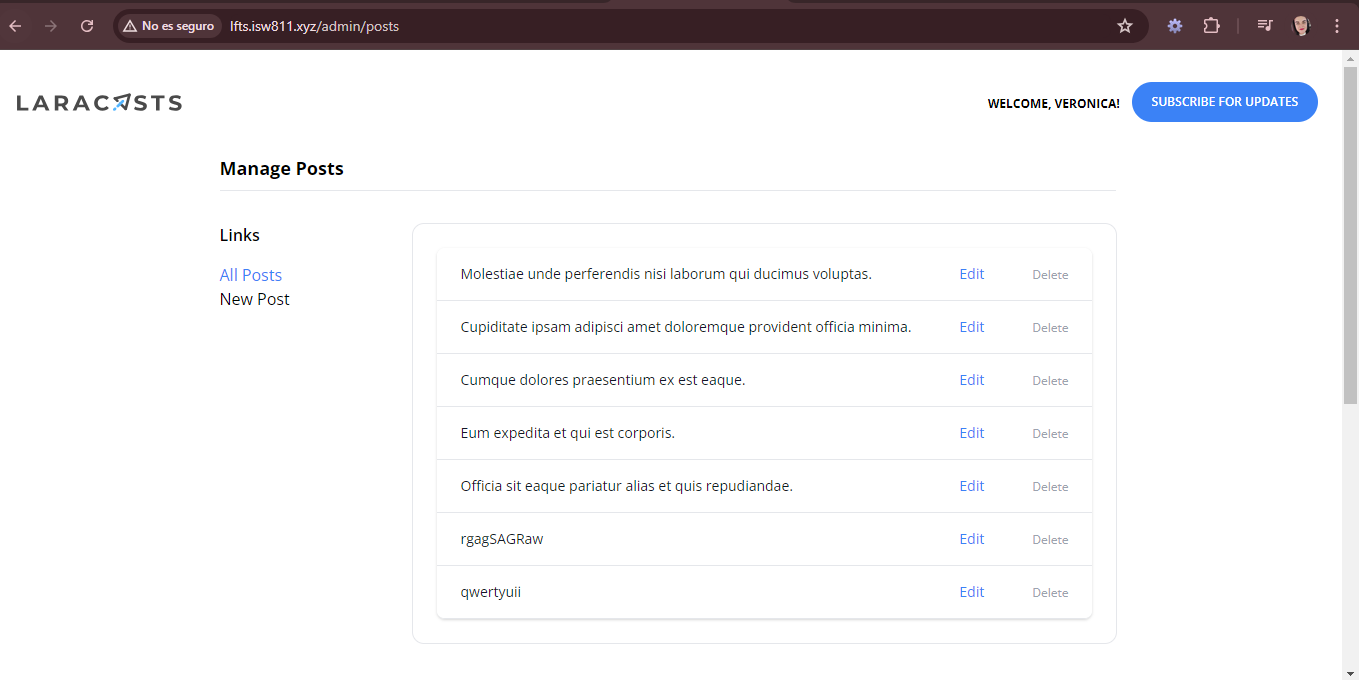 No es seguro lfts.isw811.xyz/admin/posts
LARACASTS WELCOME, VERONICA! SUBSCRIBE FOR UPDATES
Manage Posts
Links
All Posts
New Post
Molestiae unde perferendis nisi laborum qui ducimus voluptas. Edit Delete
Cupiditate ipsam adipisci amet doloremque provident officia minima. Edit Delete
Cumque dolores praesentium ex est eaque. Edit Delete
Eum expedita et qui est corporis. Edit Delete
Officia sit eaque pariatur alias et quis repudiandae. Edit Delete
rgagSAGRaw Edit Delete
qwertyuii Edit Delete